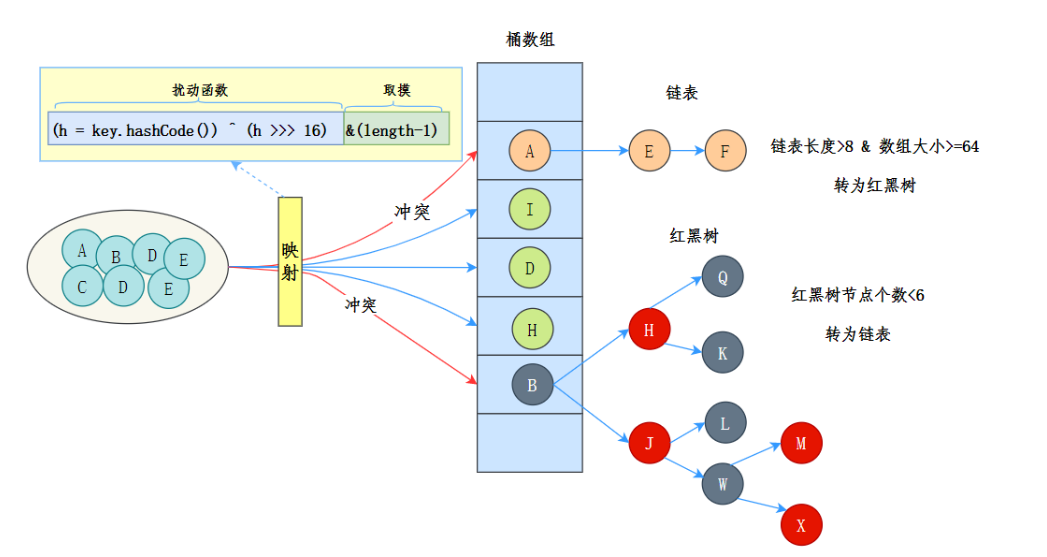 桶数组
扰动函数
取摸
(h = key.hashCode()) ^ (h >>> 16) &(length-1)
链表
A
E
F
链表长度>8 & 数组大小>=64
转为红黑树
冲突
I
映射
A
B
D
E
C
D
E
D
红黑树
Q
红黑树节点个数<6
转为链表
冲突
H
H
K
B
J
L
M
W
X